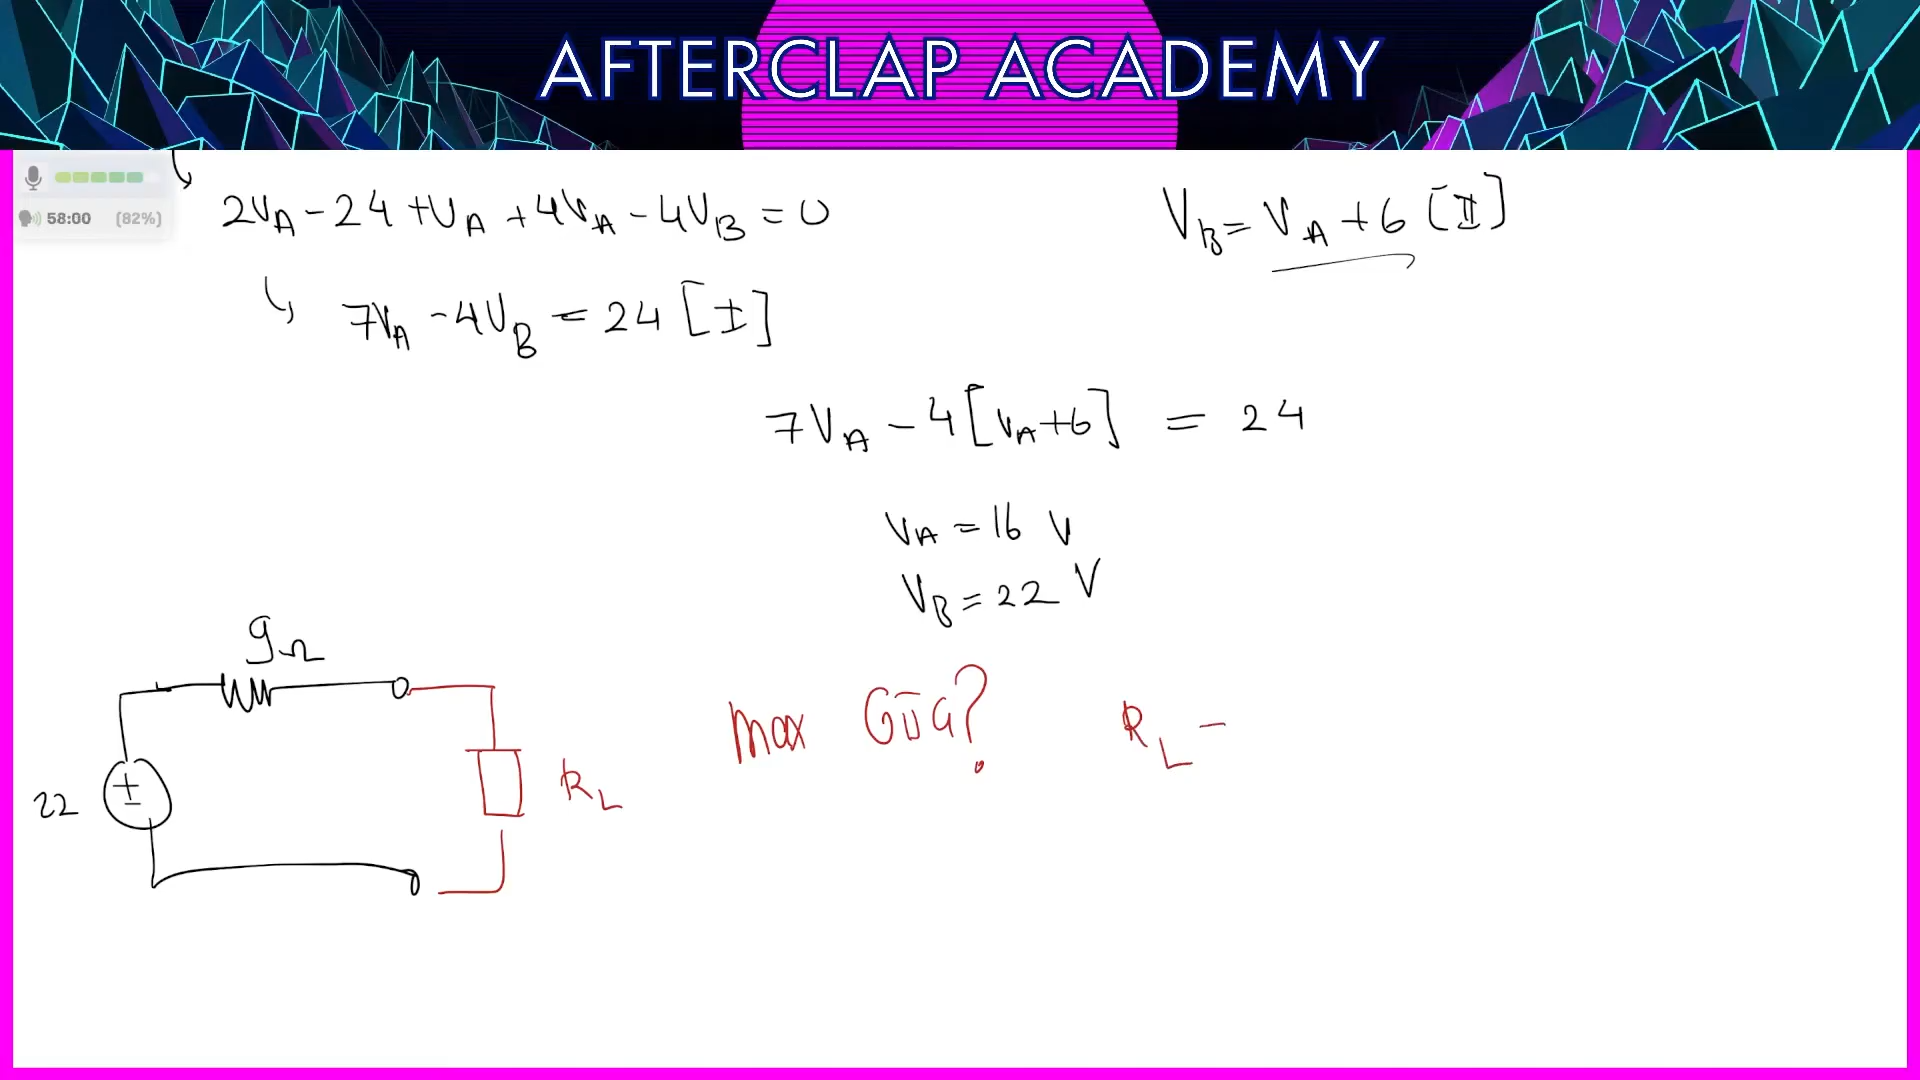 AFTERCLAP ACADEMY
58:00 (82%)
2VA - 24 + VA + 4VA - 4VB = 0
VB = VA + 6 [II]
7VA - 4VB = 24 [I]
7VA - 4[VA+6] = 24
VA = 16 V
VB = 22 V
9Ω
max GÜG?
RL -
22
±
RL